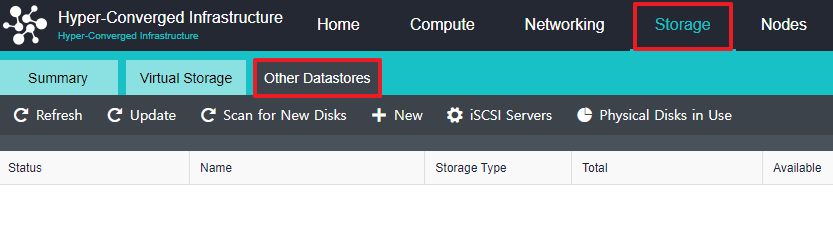 Hyper-Converged Infrastructure
Hyper-Converged Infrastructure
Home Compute Networking Storage Nodes
Summary Virtual Storage Other Datastores
Refresh Update Scan for New Disks New iSCSI Servers Physical Disks in Use
Status Name Storage Type Total Available